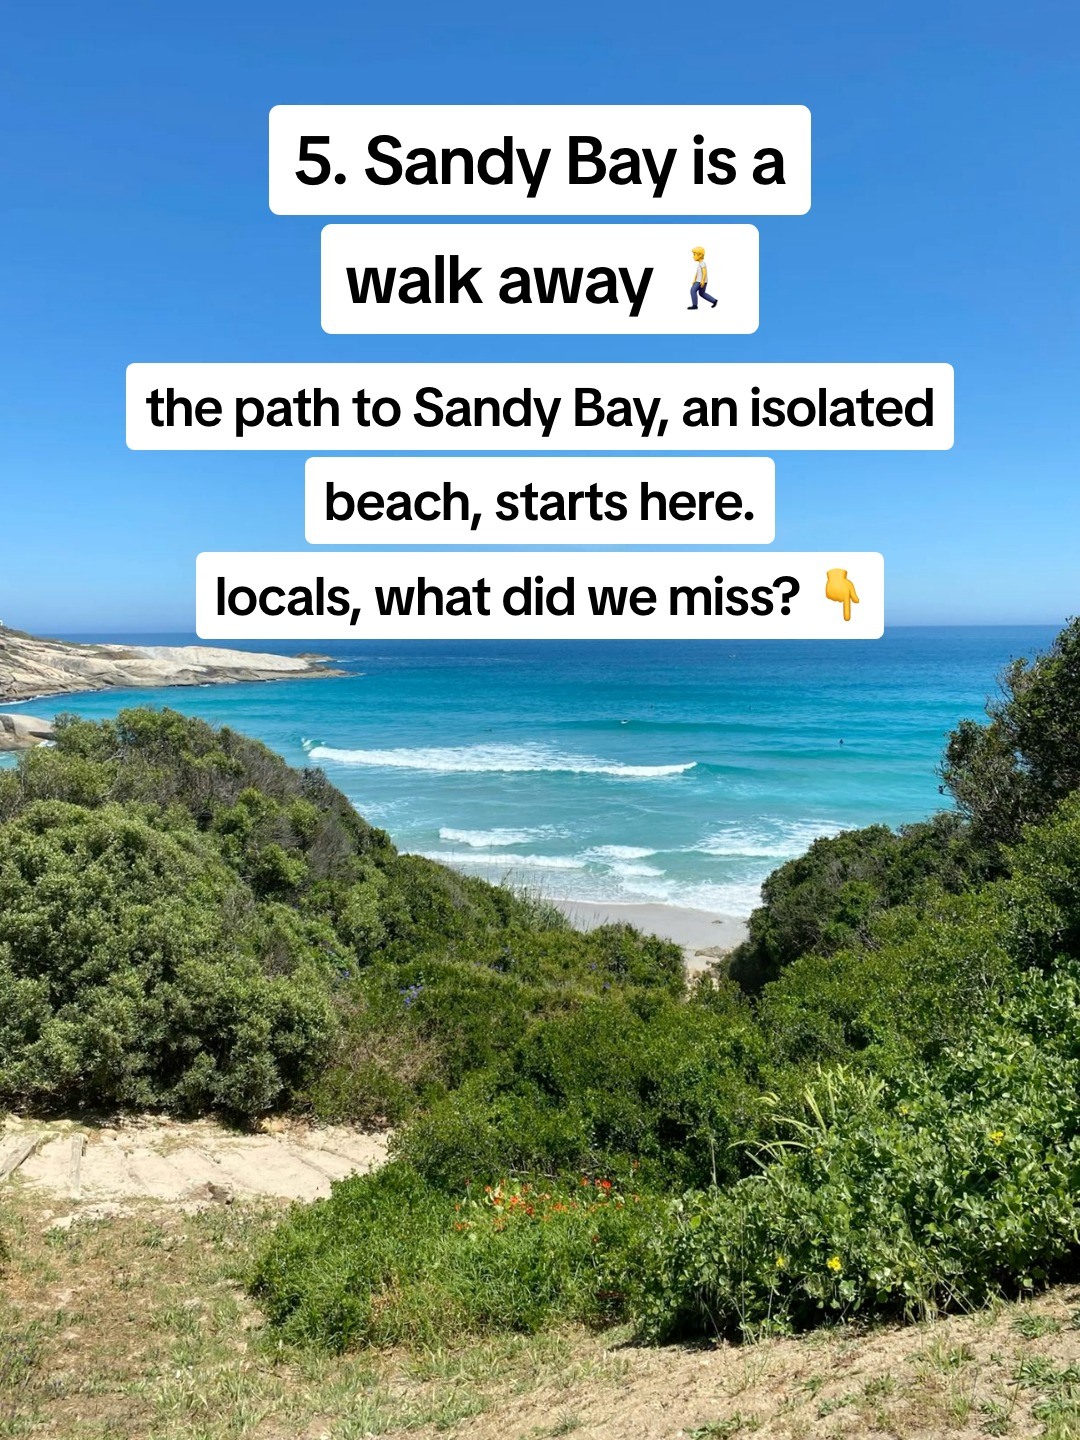 5. Sandy Bay is a
walk away 🚶
the path to Sandy Bay, an isolated
beach, starts here.
locals, what did we miss? 👇